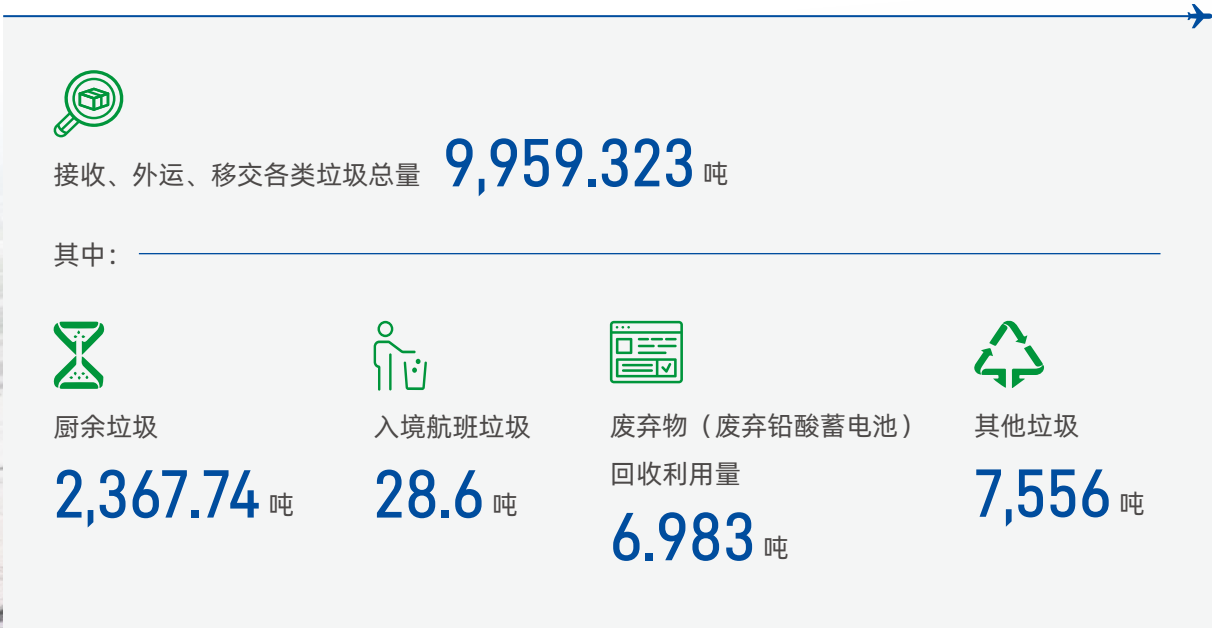 接收、外运、移交各类垃圾总量 9,959.323 吨
其中：
厨余垃圾
2,367.74 吨
入境航班垃圾
28.6 吨
废弃物（废弃铅酸蓄电池）
回收利用量
6.983 吨
其他垃圾
7,556 吨